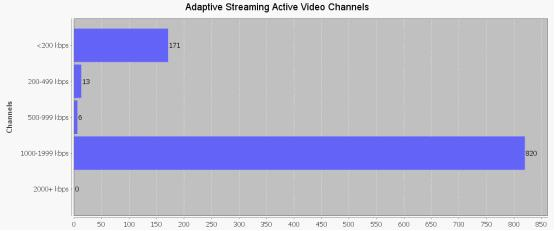 Adaptive Streaming Active Video Channels
Channels
<200 kbps
171
200-499 kbps
13
500-999 kbps
6
1000-1999 kbps
820
2000+ kbps
0
0 50 100 150 200 250 300 350 400 450 500 550 600 650 700 750 800 850